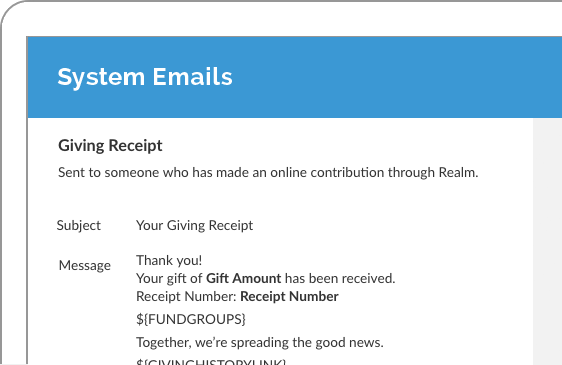 System Emails
Giving Receipt
Sent to someone who has made an online contribution through Realm.
Subject Your Giving Receipt
Message Thank you!
Your gift of Gift Amount has been received.
Receipt Number: Receipt Number
${FUNDGROUPS}
Together, we’re spreading the good news.
${GIVINGHISTORYLINK}